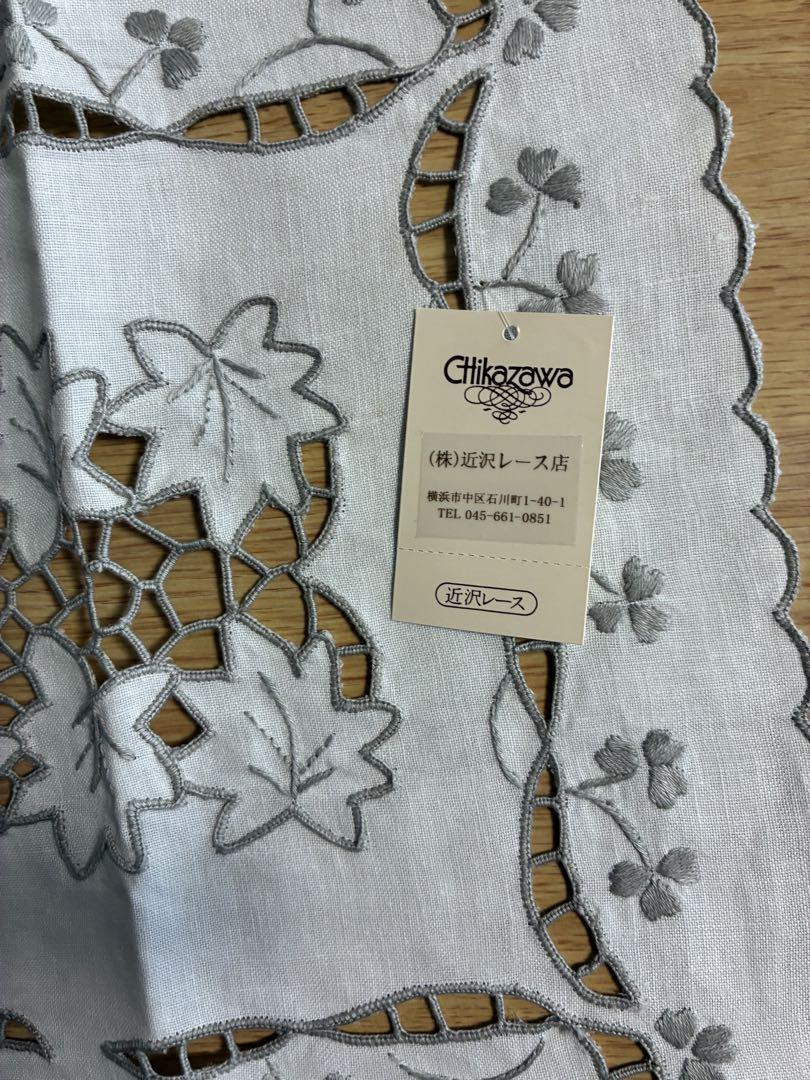 CHikazawa
(株)近沢レース店
横浜市中区石川町1-40-1
TEL 045-661-0851
近沢レース